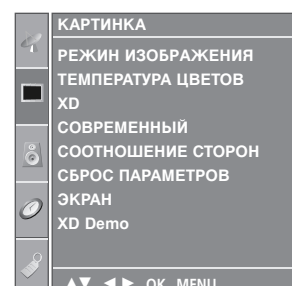 КАРТИНКА
РЕЖИН ИЗОБРАЖЕНИЯ
ТЕМПЕРАТУРА ЦВЕТОВ
XD
СОВРЕМЕННЫЙ
СООТНОШЕНИЕ СТОРОН
СБРОС ПАРАМЕТРОВ
ЭКРАН
XD Demo
▲▼ ◄► OK MENU